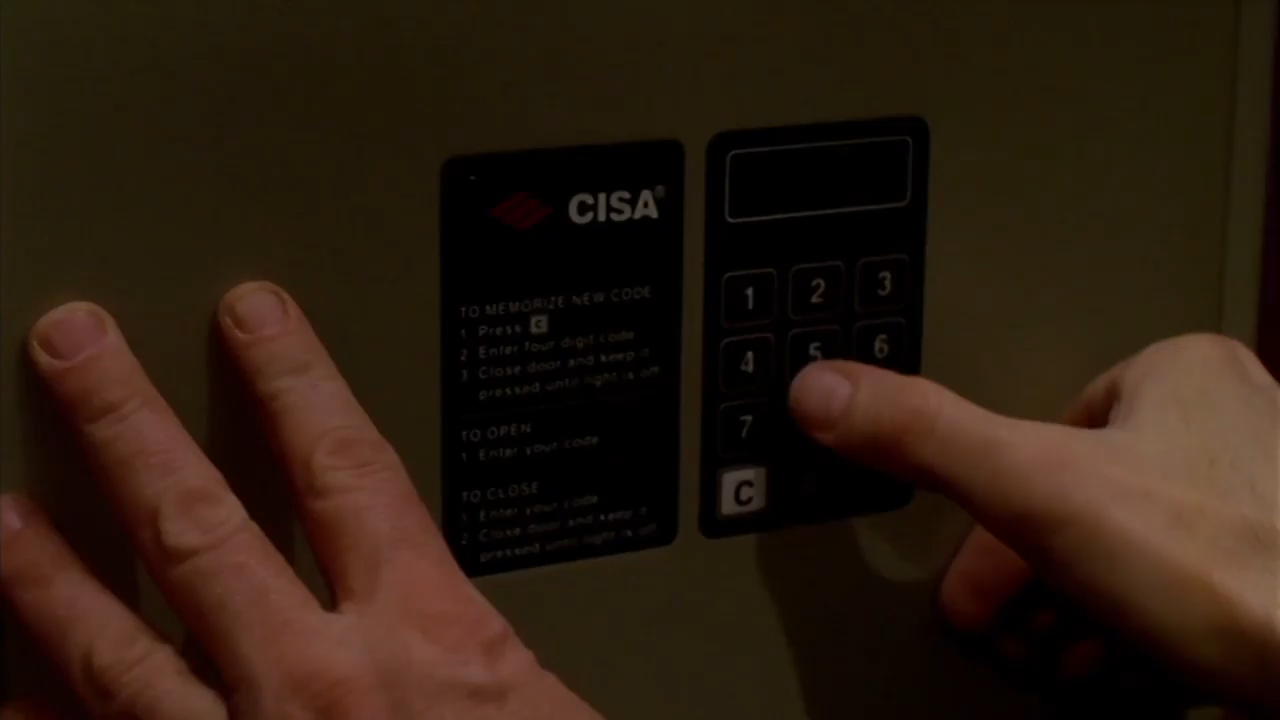 CISA®
TO MEMORIZE NEW CODE
1 Press C
2 Enter four digit code
3 Close door and keep it
pressed until light is off
TO OPEN
1 Enter your code
TO CLOSE
1 Enter your code
2 Close door and keep it
pressed until light is off
1 2 3
4 5 6
7
C